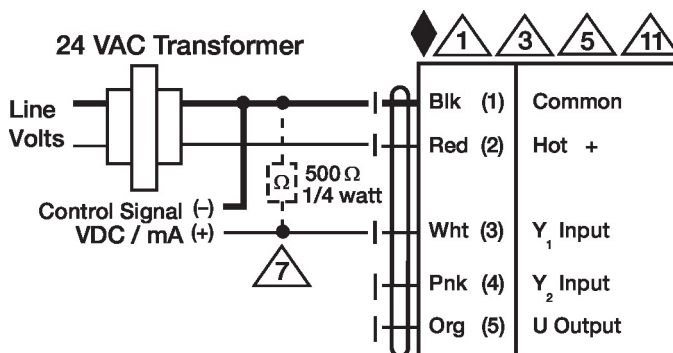 24 VAC Transformer
1 3 5 11
Line
Volts
Blk (1) Common
Red (2) Hot +
Ω 500 Ω
1/4 watt
Control Signal (-)
VDC / mA (+)
Wht (3) Y1 Input
7
Pnk (4) Y2 Input
Org (5) U Output